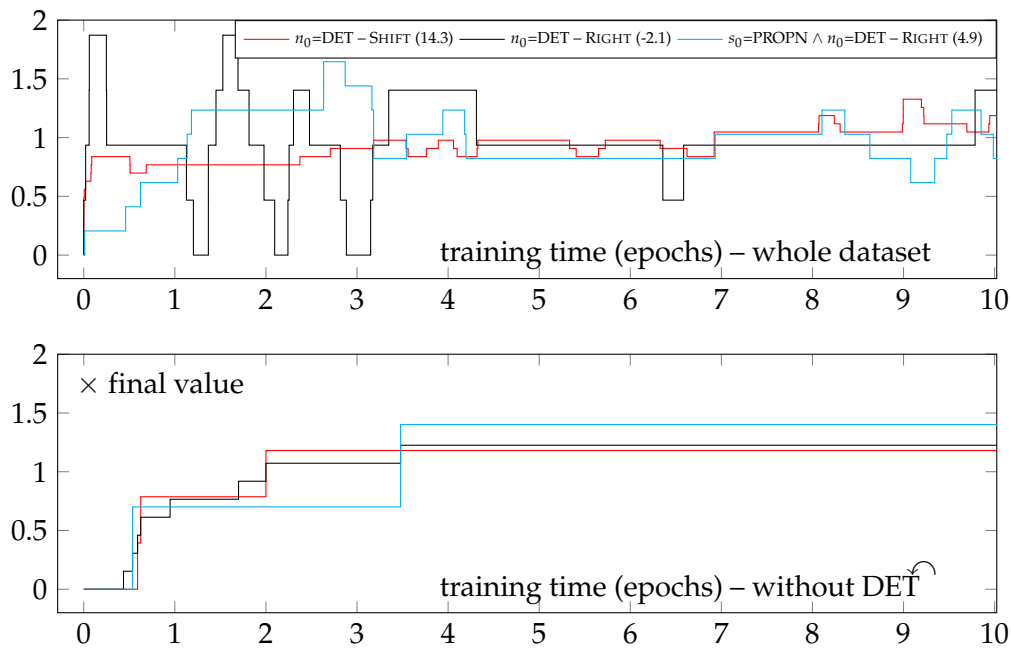 2
n₀=DET – SHIFT (14.3) n₀=DET – RIGHT (-2.1) s₀=PROPN ∧ n₀=DET – RIGHT (4.9)
1.5
1
0.5
0
training time (epochs) – whole dataset
0 1 2 3 4 5 6 7 8 9 10
2
× final value
1.5
1
0.5
0
training time (epochs) – without DET
0 1 2 3 4 5 6 7 8 9 10